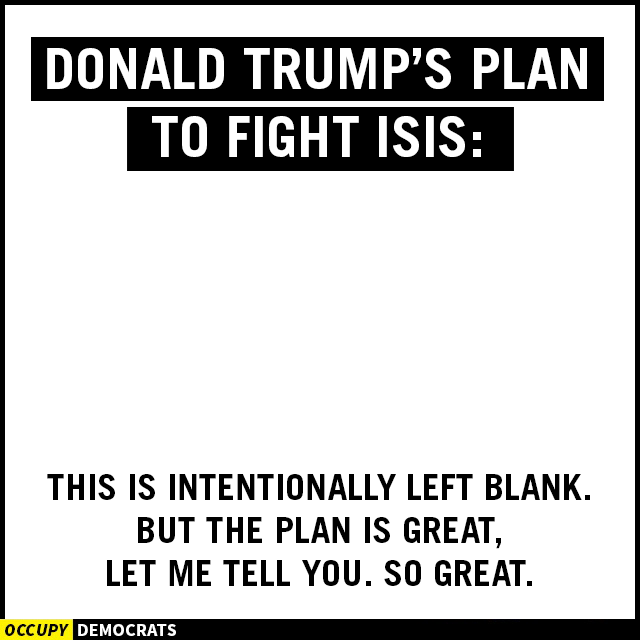 DONALD TRUMP'S PLAN
TO FIGHT ISIS:
THIS IS INTENTIONALLY LEFT BLANK.
BUT THE PLAN IS GREAT,
LET ME TELL YOU. SO GREAT.
OCCUPY DEMOCRATS